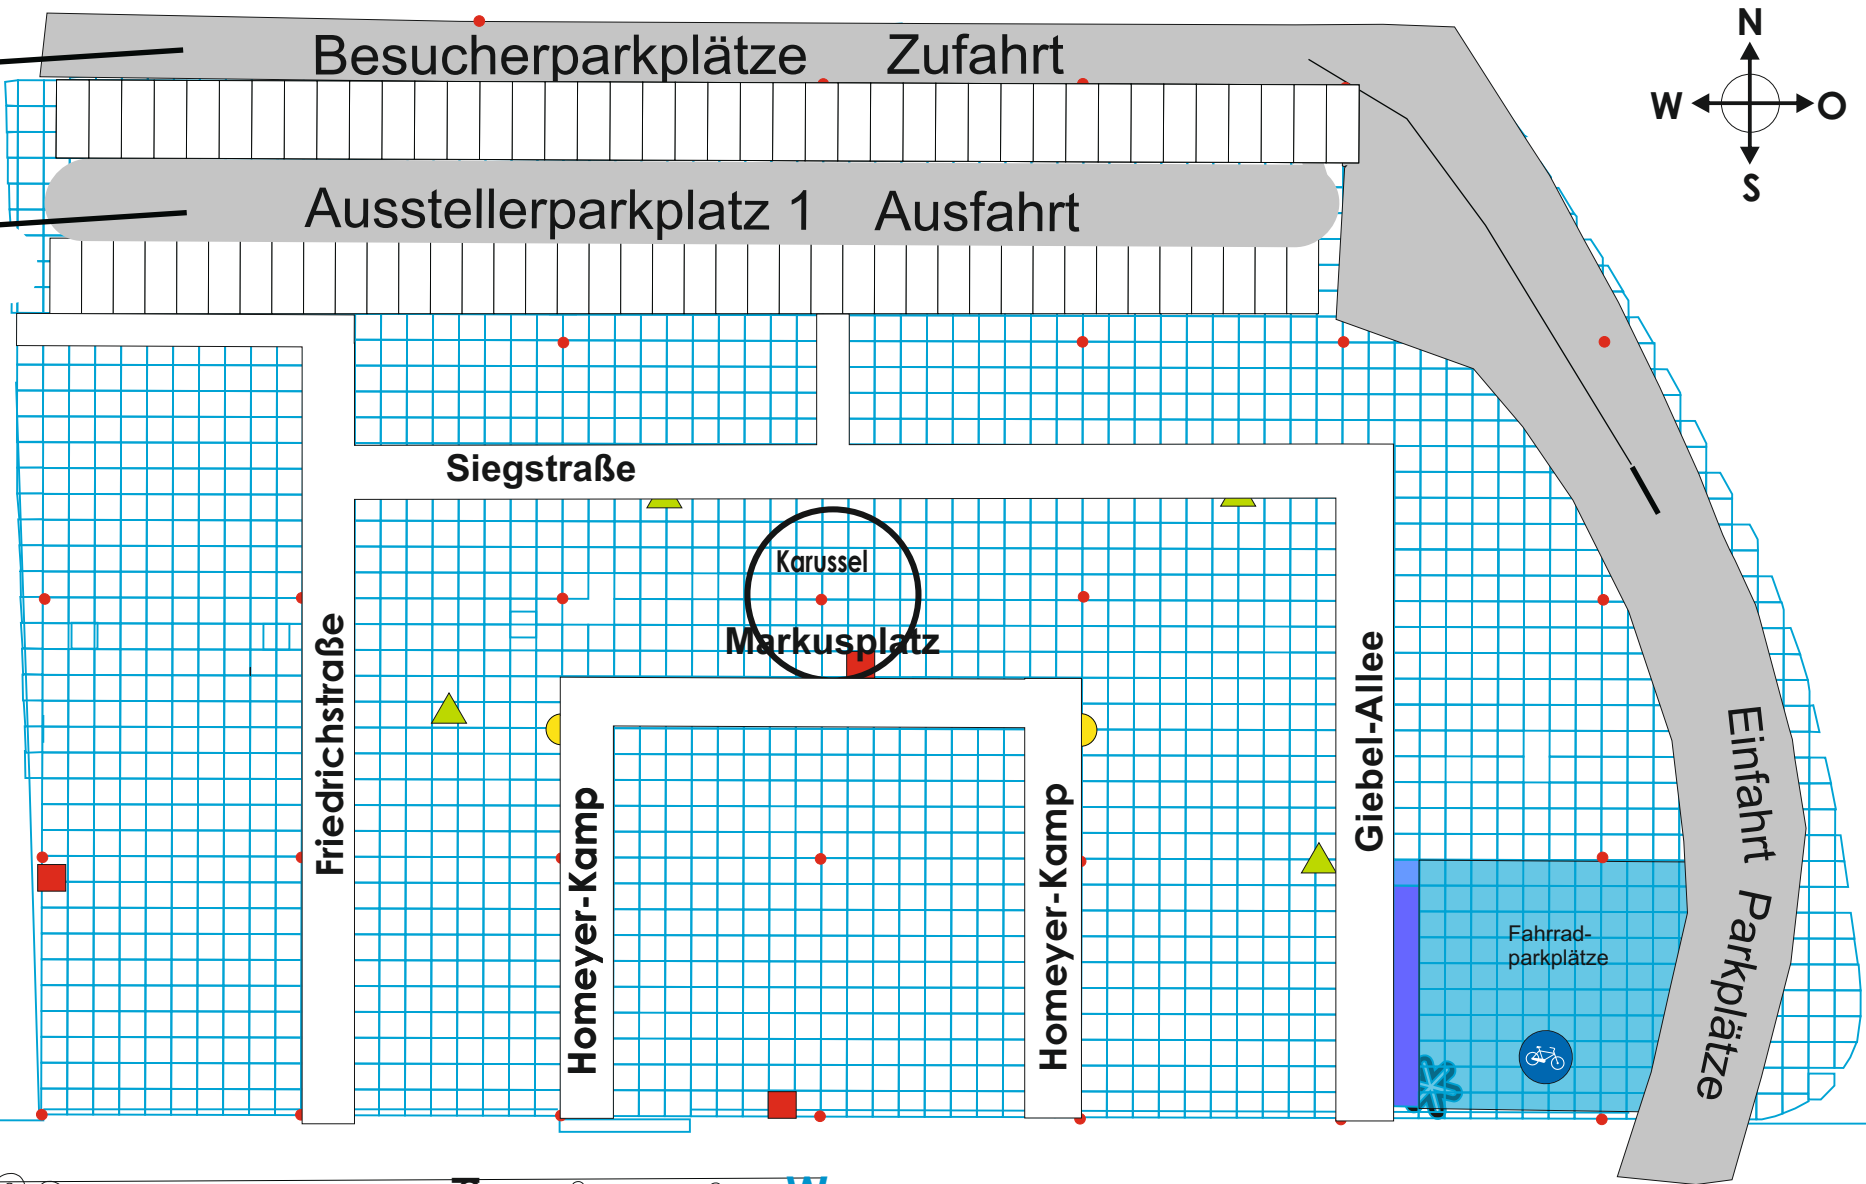 Besucherparkplätze Zufahrt
N
W O
S
Ausstellerparkplatz 1 Ausfahrt
Siegstraße
Karussel
Markusplatz
Friedrichstraße
Homeyer-Kamp
Homeyer-Kamp
Giebel-Allee
Einfahrt Parkplätze
Fahrrad-
parkplätze